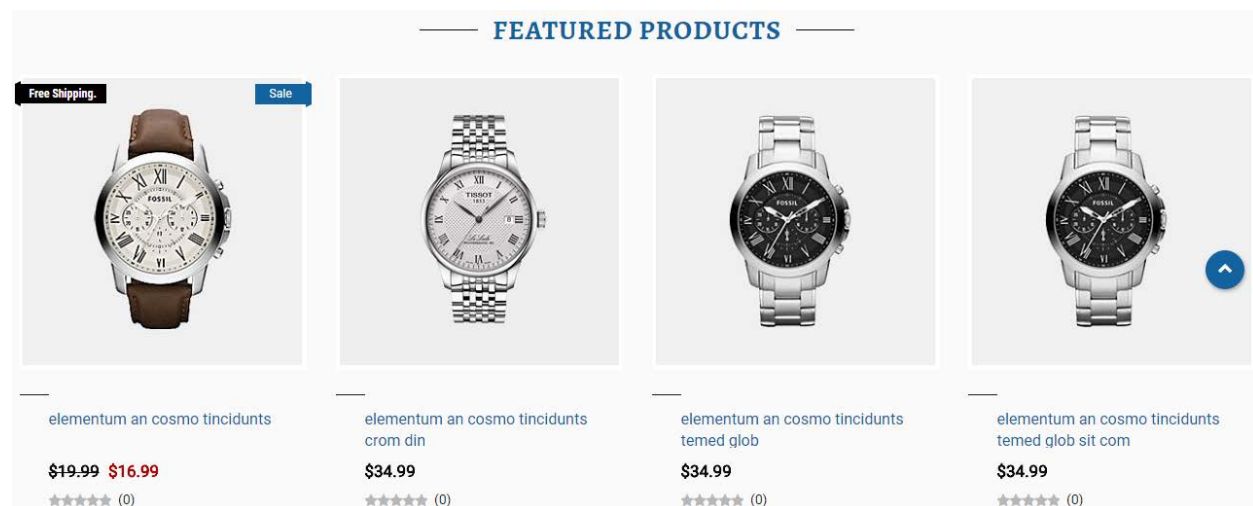 FEATURED PRODUCTS
Free Shipping.
Sale
FOSSIL
TISSOT
1853
FOSSIL
FOSSIL
elementum an cosmo tincidunts
elementum an cosmo tincidunts
crom din
elementum an cosmo tincidunts
temed glob
elementum an cosmo tincidunts
temed glob sit com
$19.99 $16.99
$34.99
$34.99
$34.99
(0)
(0)
(0)
(0)